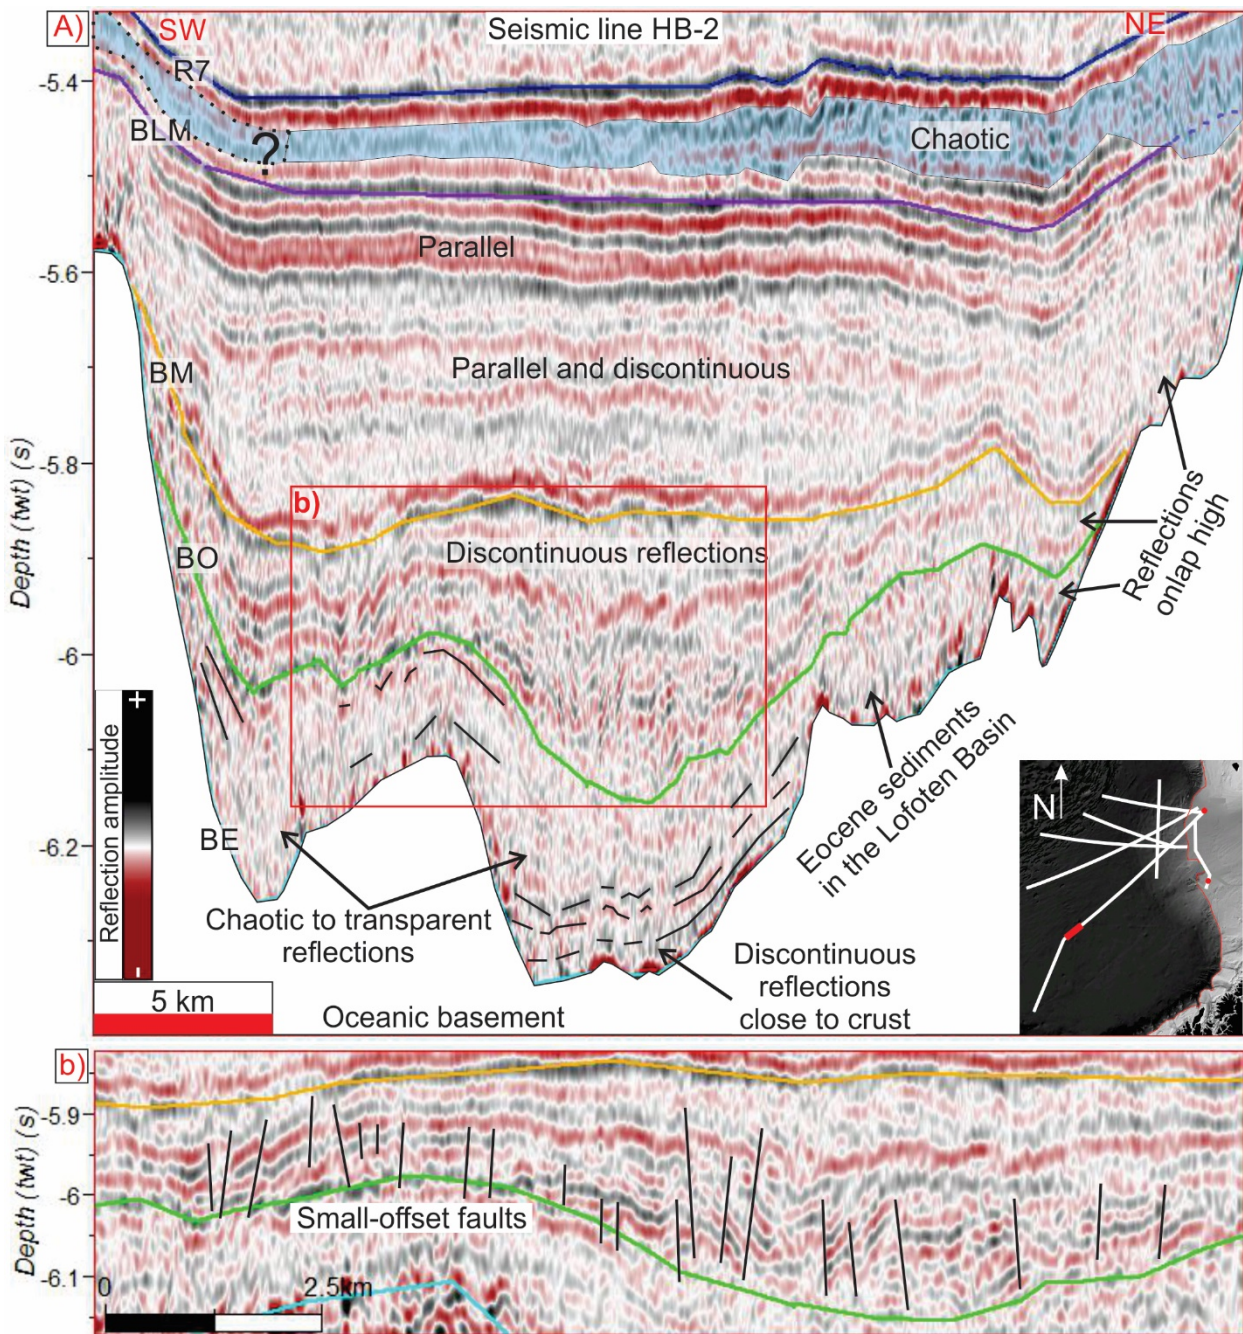 A)
SW
Seismic line HB-2
NE
R7
-5.4
BLM
?
Chaotic
Parallel
-5.6
BM
Parallel and discontinuous
Depth (twt) (s)
-5.8
b)
BO
Discontinuous reflections
Reflections
onlap high
-6
+
Reflection amplitude
-
Eocene sediments
in the Lofoten Basin
N
BE
-6.2
Chaotic to transparent
reflections
Discontinuous
reflections
close to crust
5 km
Oceanic basement
b)
Depth (twt) (s)
-5.9
-6
Small-offset faults
-6.1
0
2.5km